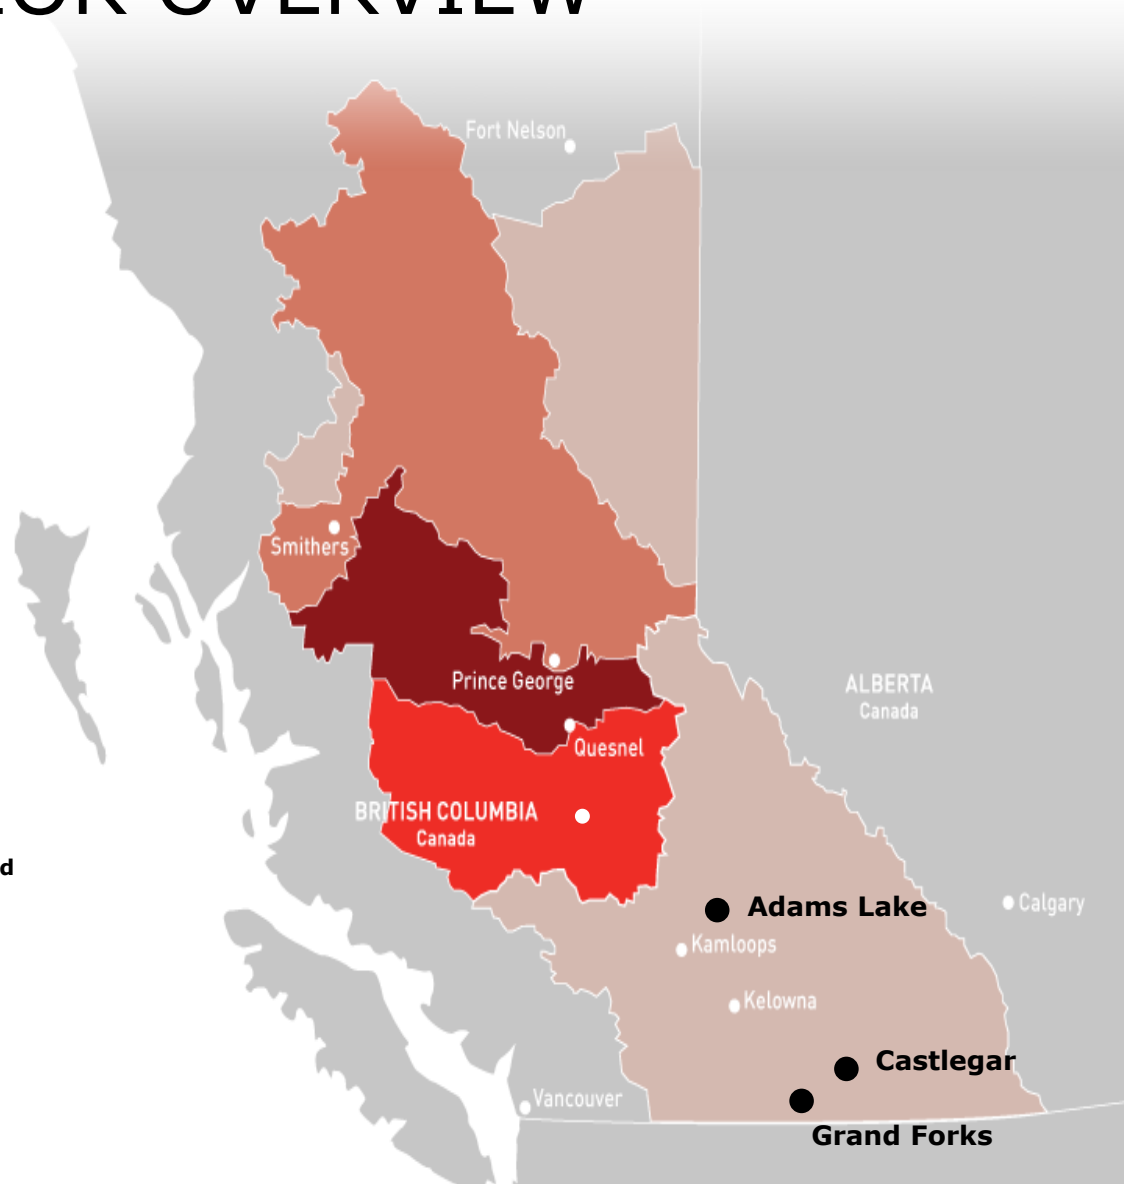 OVERVIEW
Fort Nelson
Smithers
Prince George
ALBERTA
Canada
Quesnel
BRITISH COLUMBIA
Canada
Adams Lake
Calgary
Kamloops
Kelowna
Castlegar
Vancouver
Grand Forks